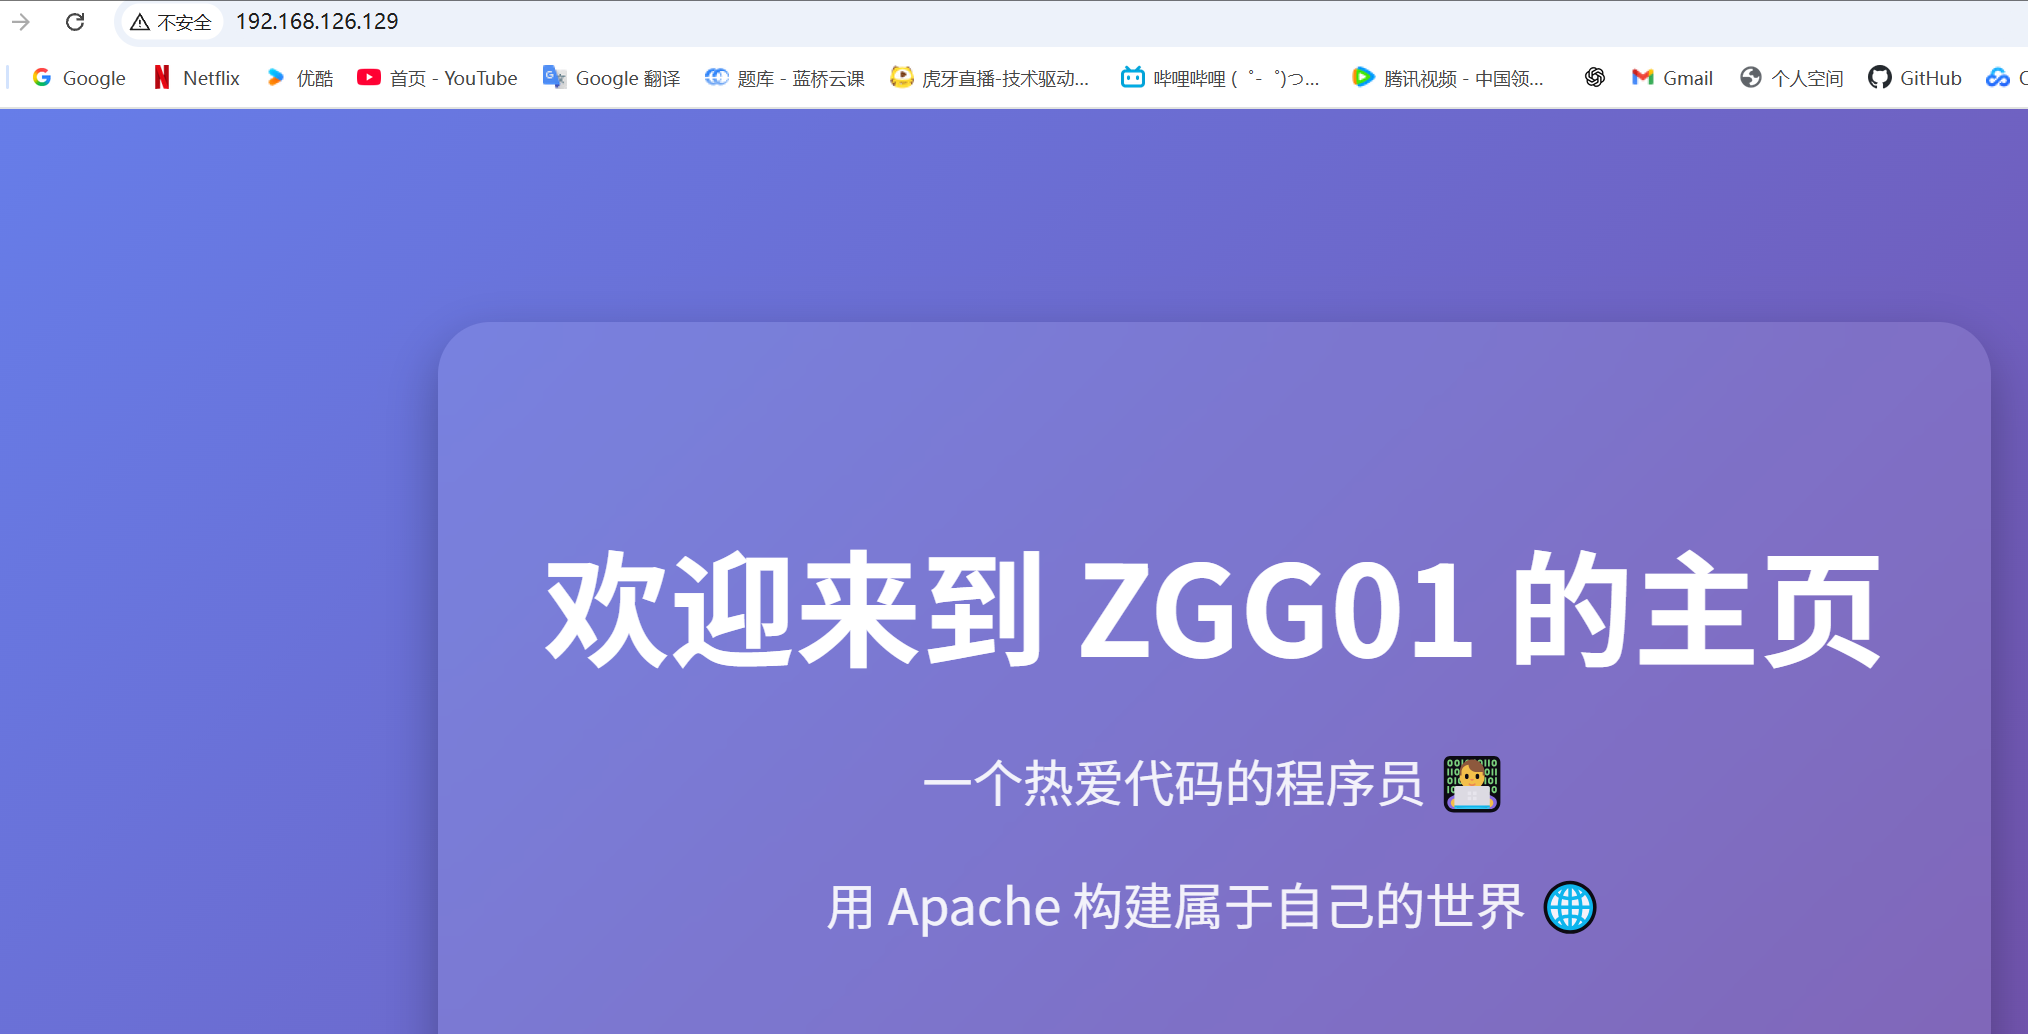 不安全 192.168.126.129
Google Netflix 优酷 首页 - YouTube Google 翻译 题库 - 蓝桥云课 虎牙直播-技术驱动... 哔哩哔哩 ( ゜- ゜)つ... 腾讯视频 - 中国领... Gmail 个人空间 GitHub
欢迎来到 ZGG01 的主页
一个热爱代码的程序员 👨‍💻
用 Apache 构建属于自己的世界 🌐